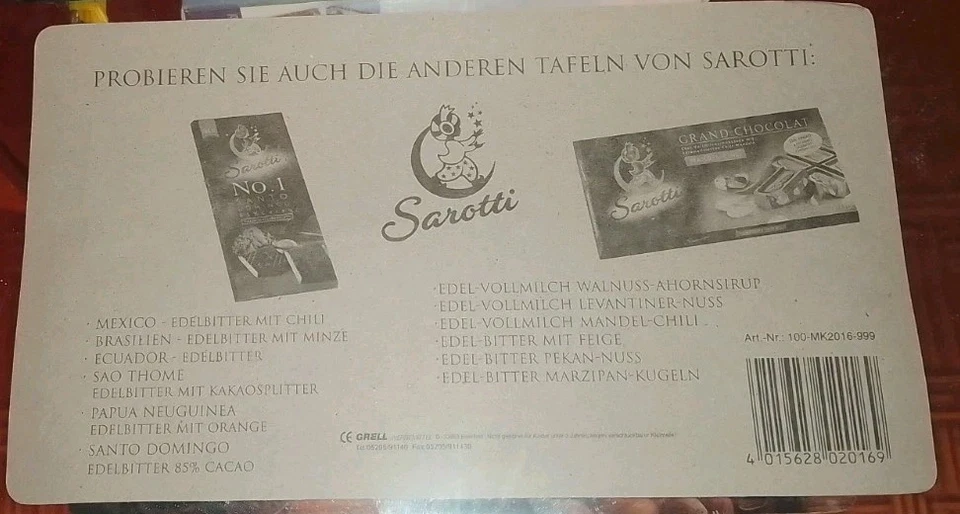 PROBIEREN SIE AUCH DIE ANDEREN TAFELN VON SAROTTI:
Sarotti
No.1
Sarotti
GRAND CHOCOLAT
Sarotti
· MEXICO - EDELBITTER MIT CHILI
· BRASILIEN - EDELBITTER MIT MINZE
· ECUADOR - EDELBITTER
· SAO THOME
EDELBITTER MIT KAKAOSPLITTER
· PAPUA NEUGUINEA
EDELBITTER MIT ORANGE
· SANTO DOMINGO
EDELBITTER 85% CACAO
·EDEL-VOLLMILCH WALNUSS-AHORNSIRUP
·EDEL-VOLLMILCH LEVANTINER-NUSS
·EDEL-VOLLMILCH MANDEL-CHILI
·EDEL-BITTER MIT FEIGE
·EDEL-BITTER PEKAN-NUSS
·EDEL-BITTER MARZIPAN-KUGELN
Art.-Nr.: 100-MK2016-999
4 015628 020169
CE GRELL